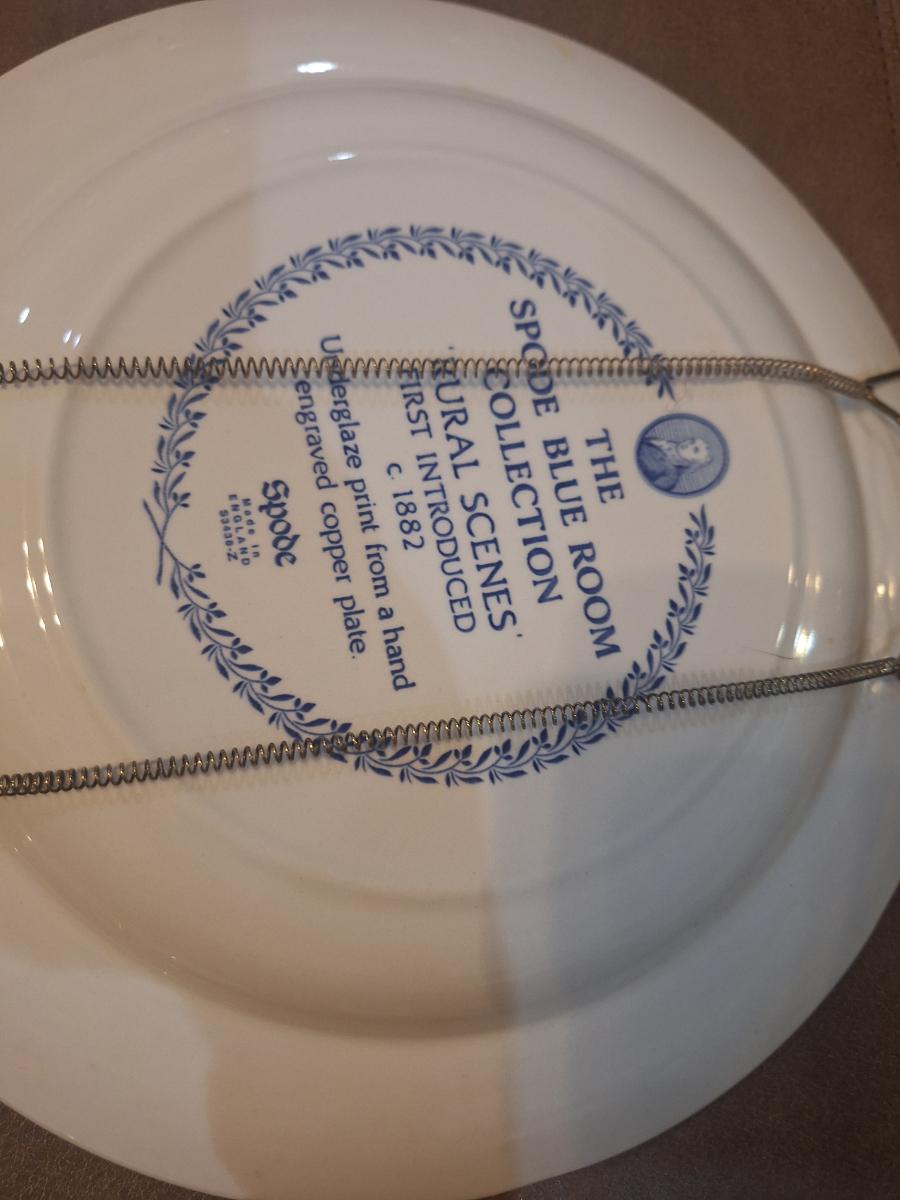 THE
SPODE BLUE ROOM
COLLECTION
'RURAL SCENES'
FIRST INTRODUCED
c. 1882
Underglaze print from a hand
engraved copper plate.
Spode
Made in
ENGLAND
S3438-Z